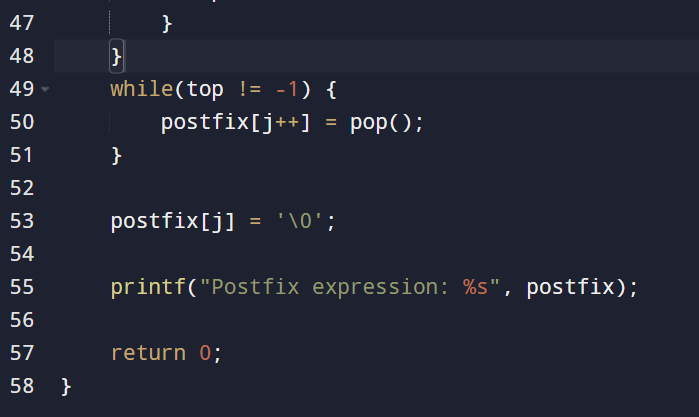 47 }
48 }
49 while(top != -1) {
50 postfix[j++] = pop();
51 }
52
53 postfix[j] = '\0';
54
55 printf("Postfix expression: %s", postfix);
56
57 return 0;
58 }